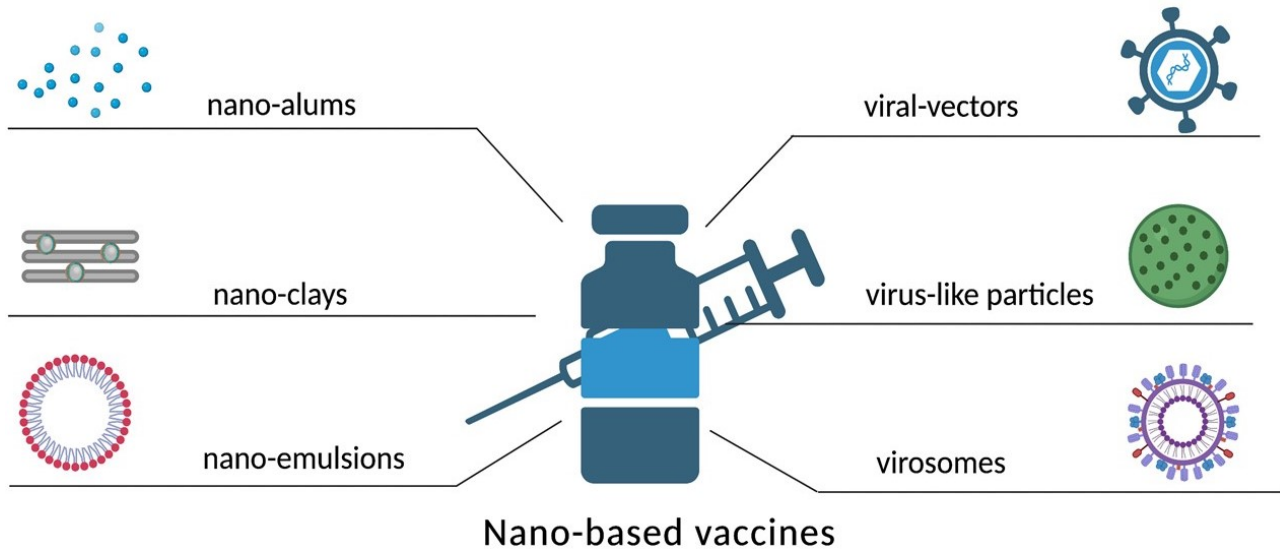 nano-alums
viral-vectors
nano-clays
virus-like particles
nano-emulsions
virosomes
Nano-based vaccines